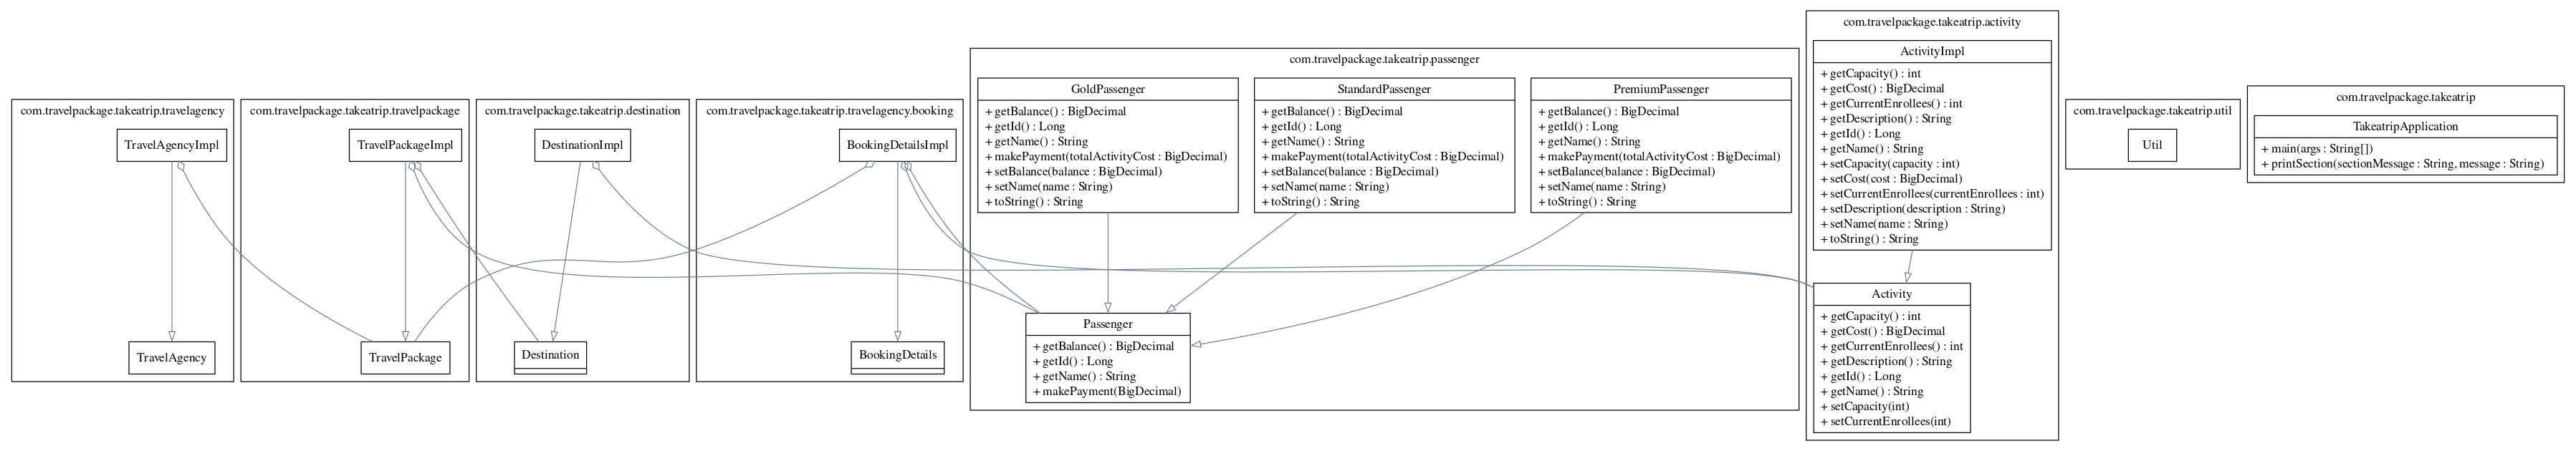 com.travelpackage.takeatrip.travelagency
TravelAgencyImpl
TravelAgency
com.travelpackage.takeatrip.travelpackage
TravelPackageImpl
TravelPackage
com.travelpackage.takeatrip.destination
DestinationImpl
Destination
com.travelpackage.takeatrip.travelagency.booking
BookingDetailsImpl
BookingDetails
com.travelpackage.takeatrip.passenger
GoldPassenger
+ getBalance() : BigDecimal
+ getId() : Long
+ getName() : String
+ makePayment(totalActivityCost : BigDecimal)
+ setBalance(balance : BigDecimal)
+ setName(name : String)
+ toString() : String
StandardPassenger
+ getBalance() : BigDecimal
+ getId() : Long
+ getName() : String
+ makePayment(totalActivityCost : BigDecimal)
+ setBalance(balance : BigDecimal)
+ setName(name : String)
+ toString() : String
PremiumPassenger
+ getBalance() : BigDecimal
+ getId() : Long
+ getName() : String
+ makePayment(totalActivityCost : BigDecimal)
+ setBalance(balance : BigDecimal)
+ setName(name : String)
+ toString() : String
Passenger
+ getBalance() : BigDecimal
+ getId() : Long
+ getName() : String
+ makePayment(BigDecimal)
com.travelpackage.takeatrip.activity
ActivityImpl
+ getCapacity() : int
+ getCost() : BigDecimal
+ getCurrentEnrollees() : int
+ getDescription() : String
+ getId() : Long
+ getName() : String
+ setCapacity(capacity : int)
+ setCost(cost : BigDecimal)
+ setCurrentEnrollees(currentEnrollees : int)
+ setDescription(description : String)
+ setName(name : String)
+ toString() : String
Activity
+ getCapacity() : int
+ getCost() : BigDecimal
+ getCurrentEnrollees() : int
+ getDescription() : String
+ getId() : Long
+ getName() : String
+ setCapacity(int)
+ setCurrentEnrollees(int)
com.travelpackage.takeatrip.util
Util
com.travelpackage.takeatrip
TakeatripApplication
+ main(args : String[])
+ printSection(sectionMessage : String, message : String)